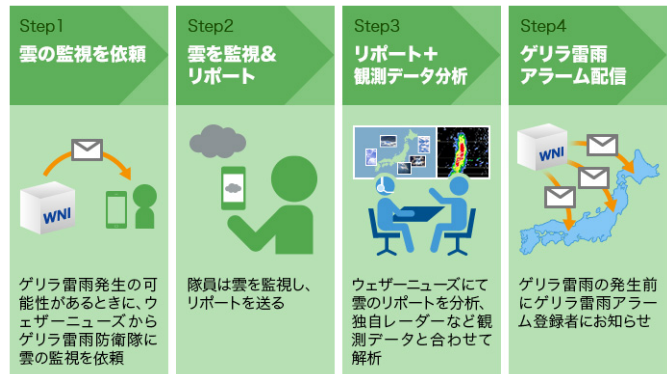 Step1
雲の監視を依頼
WNI
ゲリラ雷雨発生の可
能性があるときに、ウ
ェザーニューズから
ゲリラ雷雨防衛隊に
雲の監視を依頼
Step2
雲を監視&
リポート
隊員は雲を監視し、
リポートを送る
Step3
リポート＋
観測データ分析
ウェザーニューズにて
雲のリポートを分析、
独自レーダーなど観
測データと合わせて
解析
Step4
ゲリラ雷雨
アラーム配信
WNI
ゲリラ雷雨の発生前
にゲリラ雷雨アラー
ム登録者にお知らせ